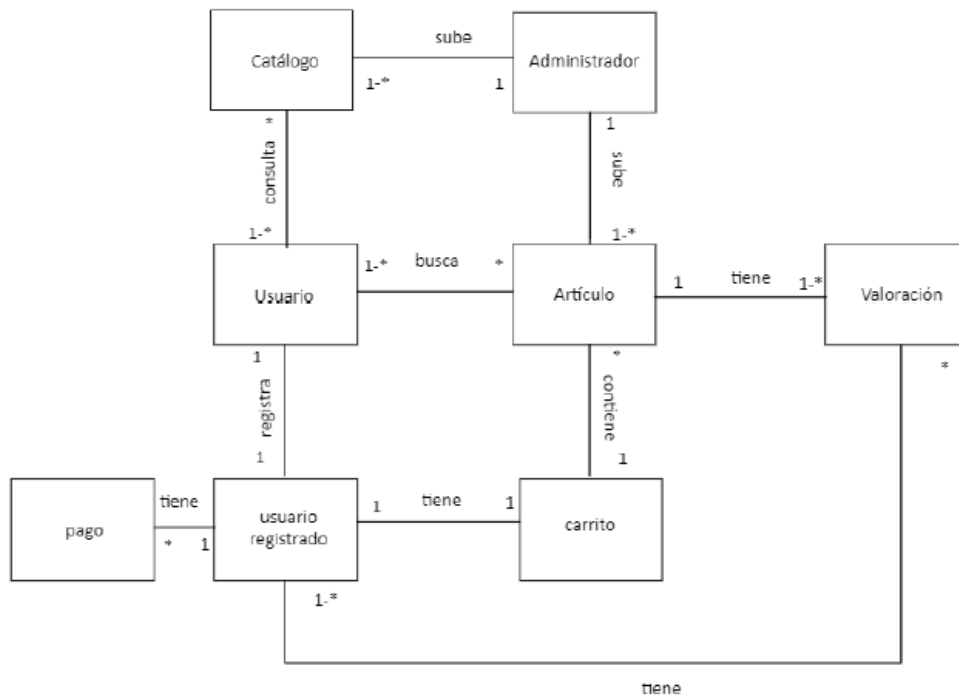 Catálogo
sube
Administrador
1-*
1
*
1
consulta
sube
1-*
1-*
Usuario
1-*
busca
*
Artículo
1
tiene
1-*
Valoración
1
*
*
registra
contiene
1
1
pago
tiene
*
1
usuario
registrado
1
tiene
1
carrito
1-*
tiene